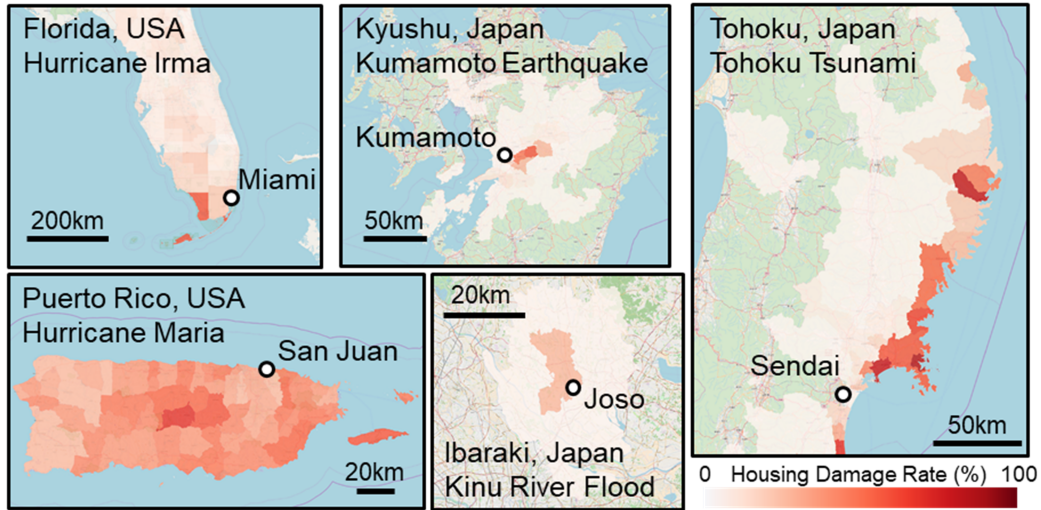 Florida, USA
Hurricane Irma
Miami
200km
Kyushu, Japan
Kumamoto Earthquake
Kumamoto
50km
Tohoku, Japan
Tohoku Tsunami
Sendai
50km
Puerto Rico, USA
Hurricane Maria
San Juan
20km
20km
Joso
Ibaraki, Japan
Kinu River Flood
0 Housing Damage Rate (%) 100